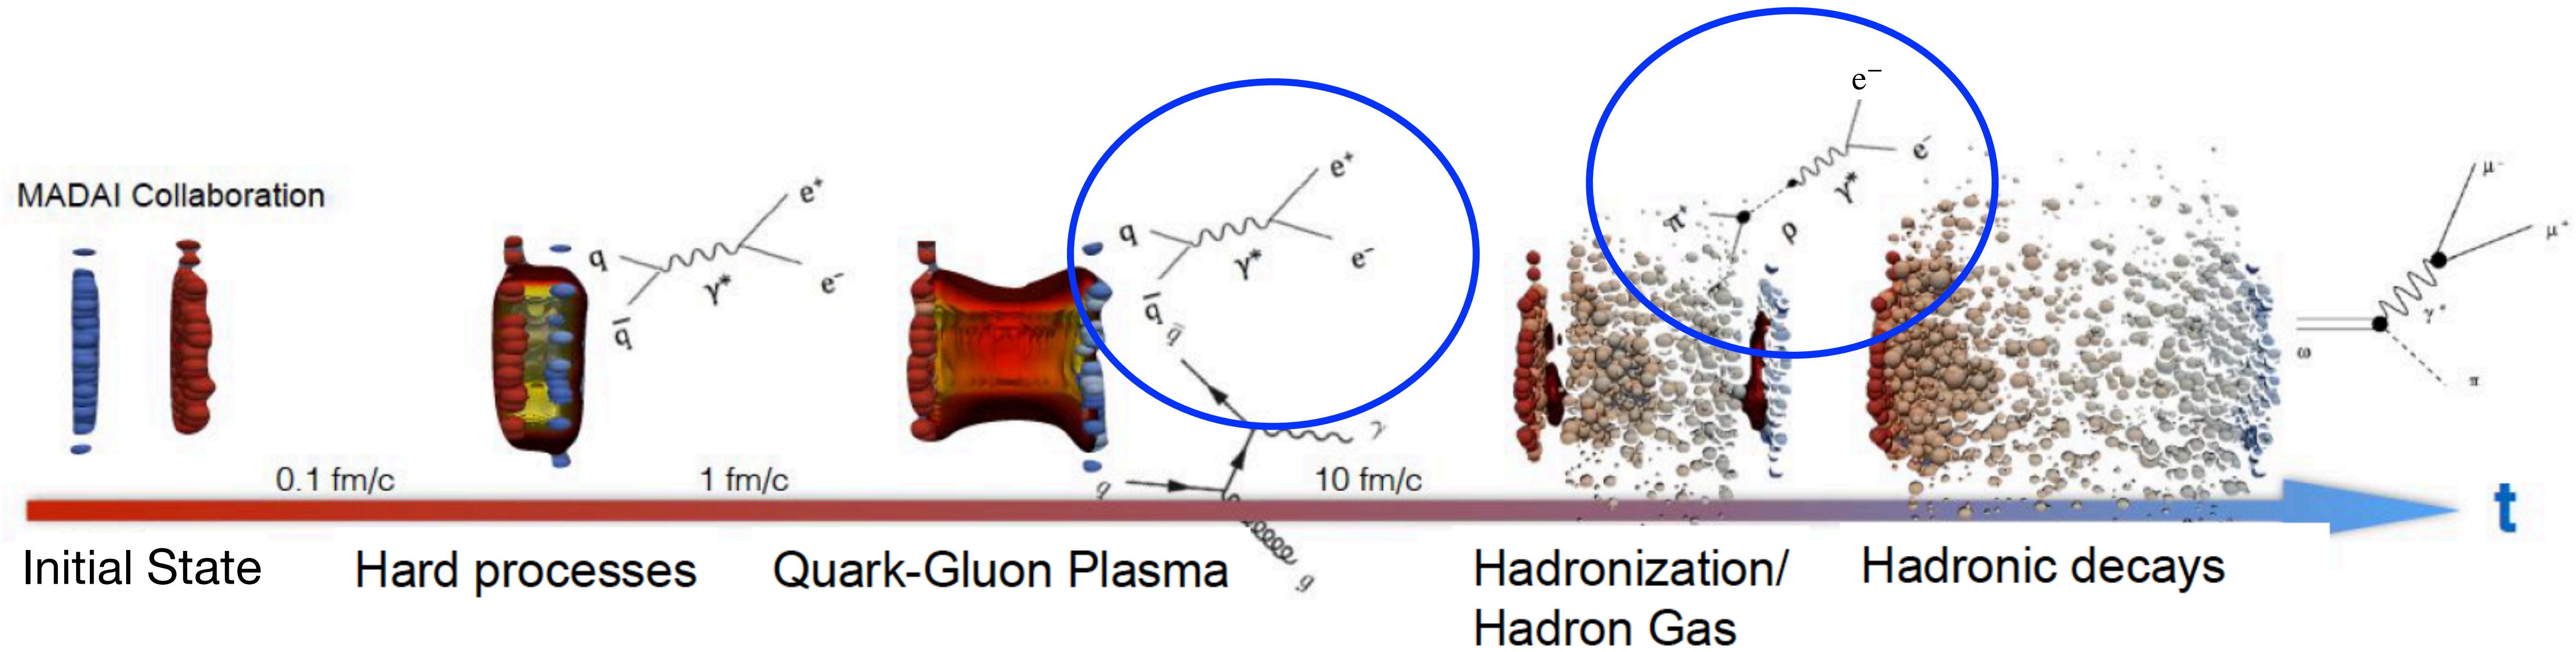 MADAI Collaboration
q
q̄
γ*
e⁺
e⁻
q
q̄
γ*
e⁺
e⁻
q̄
q
γ
g
π⁺
ρ
γ*
e⁻
e⁻
ω
γ*
μ⁻
μ⁺
π
0.1 fm/c
1 fm/c
10 fm/c
t
Initial State
Hard processes
Quark-Gluon Plasma
Hadronization/
Hadron Gas
Hadronic decays